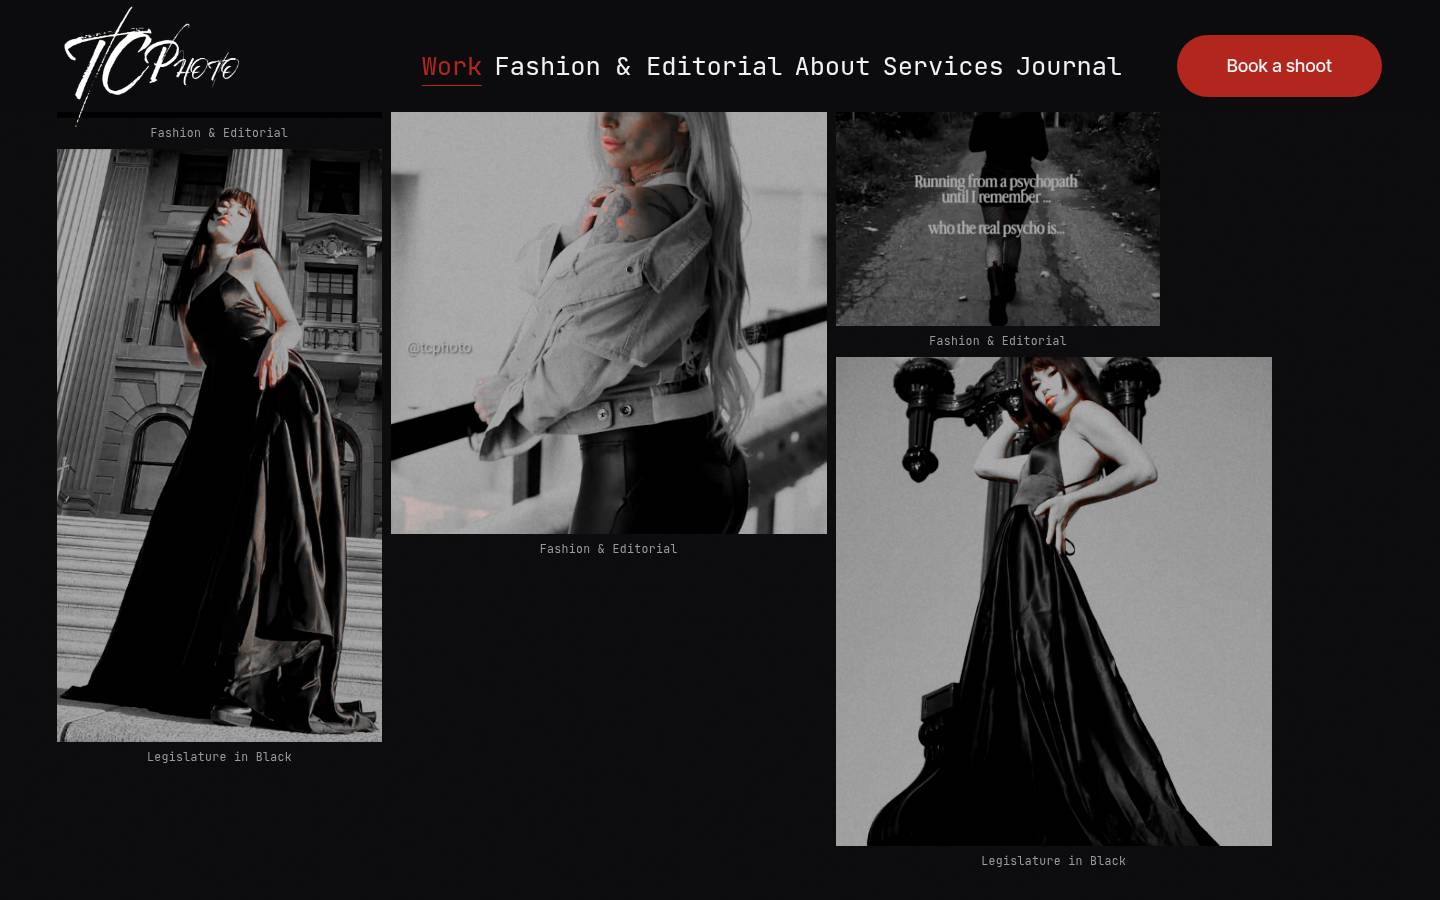 TCPHOTO
Work Fashion & Editorial About Services Journal
Book a shoot
Fashion & Editorial
Legislature in Black
@tcphoto
Fashion & Editorial
Running from a psychopath
until I remember ...
who the real psycho is...
Fashion & Editorial
Legislature in Black